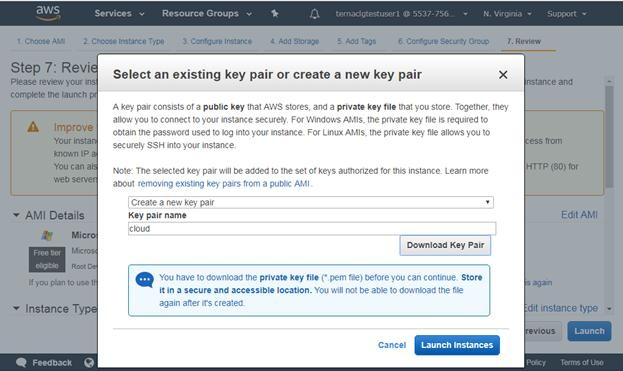 aws Services Resource Groups ternaclgtestuser1 @ 5537-756... N. Virginia Support
1. Choose AMI 2. Choose Instance Type 3. Configure Instance 4. Add Storage 5. Add Tags 6. Configure Security Group 7. Review
Step 7: Revie
Please review your inst
instance and
complete the launch pr
Select an existing key pair or create a new key pair
A key pair consists of a public key that AWS stores, and a private key file that you store. Together, they
allow you to connect to your instance securely. For Windows AMIs, the private key file is required to
obtain the password used to log into your instance. For Linux AMIs, the private key file allows you to
securely SSH into your instance.
Note: The selected key pair will be added to the set of keys authorized for this instance. Learn more
about removing existing key pairs from a public AMI.
Create a new key pair
Key pair name
cloud
Download Key Pair
You have to download the private key file (*.pem file) before you can continue. Store
it in a secure and accessible location. You will not be able to download the file
again after it's created.
Cancel Launch Instances
Improve
Your instan
cess from
known IP a
You can als
HTTP (80) for
web server
AMI Details
Edit AMI
Micros
Free tier
eligible
Microso
Root Dev
If you plan to use th
is again
Instance Type
Edit instance type
revious Launch
Feedback
Policy Terms of Use